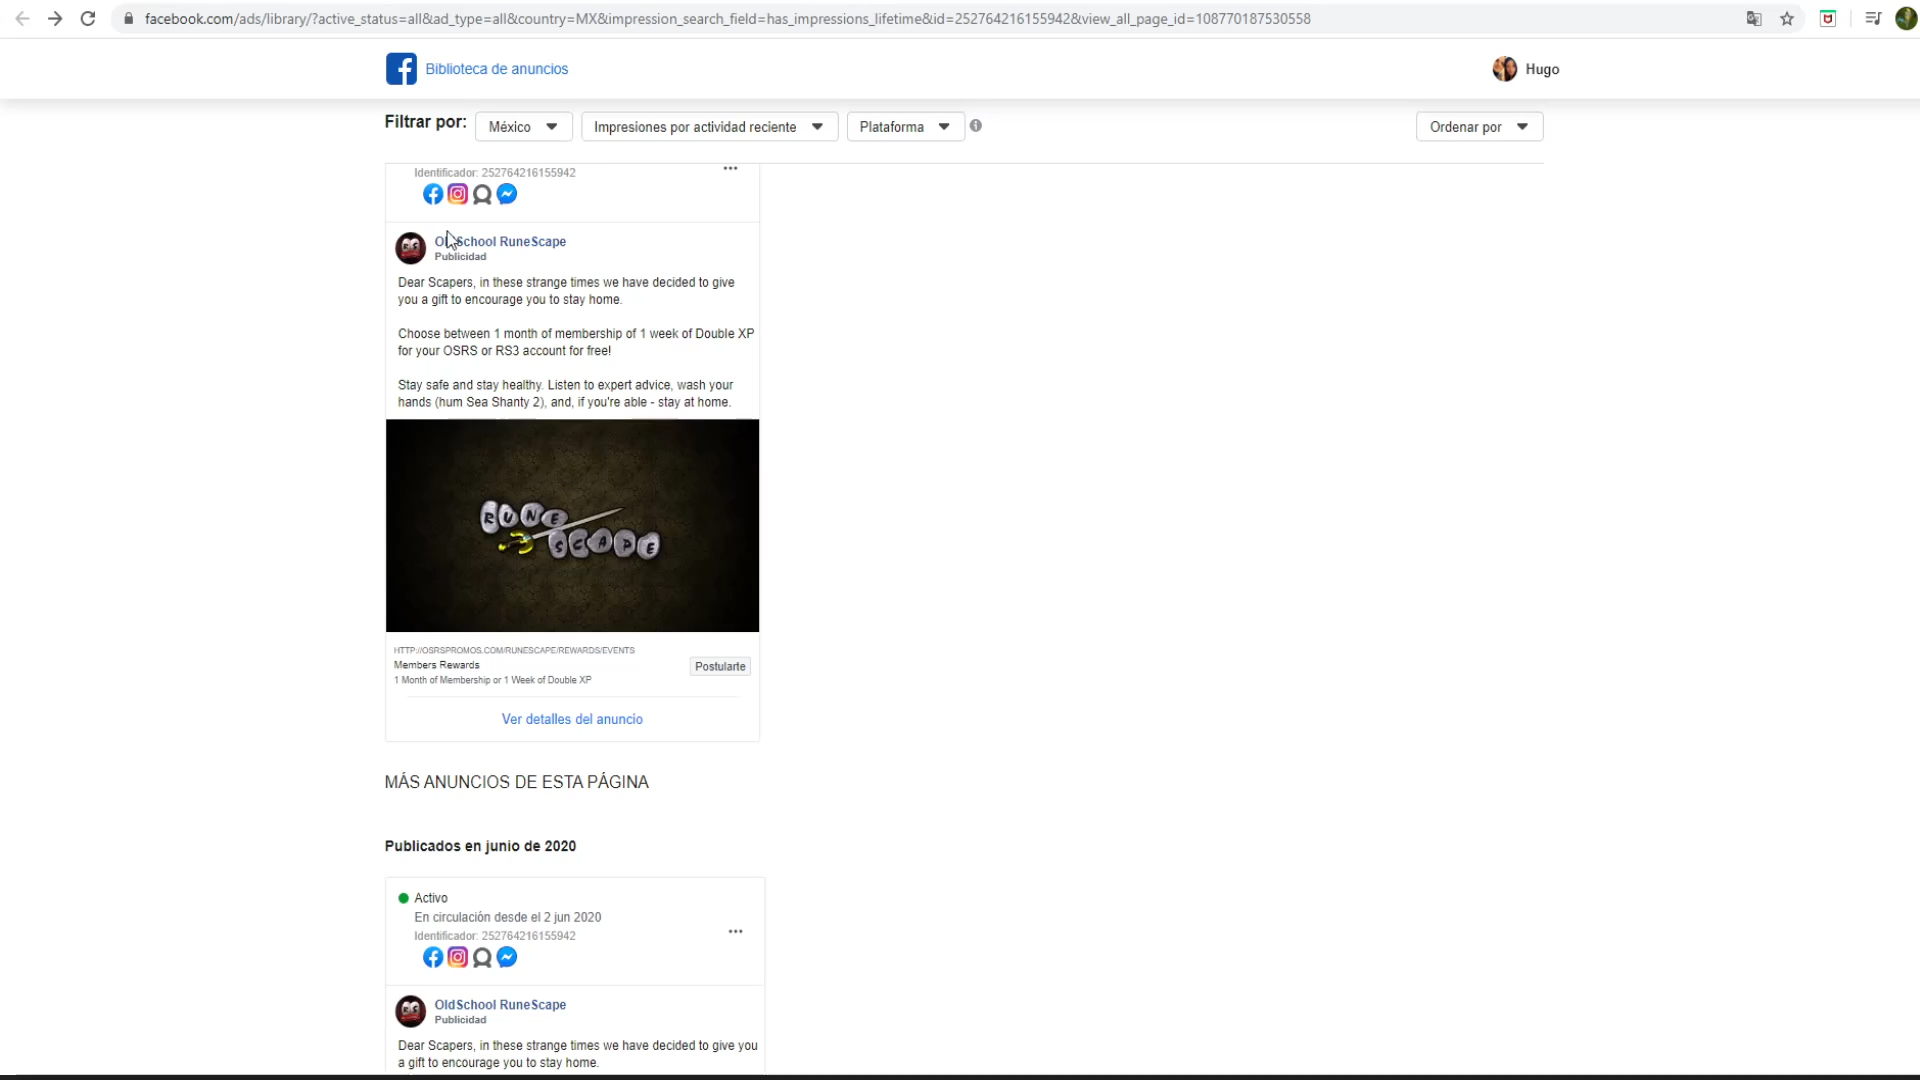 facebook.com/ads/library/?active_status=all&ad_type=all&country=MX&impression_search_field=has_impressions_lifetime&id=252764216155942&view_all_page_id=108770187530558
Biblioteca de anuncios
Hugo
Filtrar por:
México
Impresiones por actividad reciente
Plataforma
Ordenar por
Identificador: 252764216155942
OldSchool RuneScape
Publicidad
Dear Scapers, in these strange times we have decided to give
you a gift to encourage you to stay home.
Choose between 1 month of membership of 1 week of Double XP
for your OSRS or RS3 account for free!
Stay safe and stay healthy. Listen to expert advice, wash your
hands (hum Sea Shanty 2), and, if you're able - stay at home.
RUNE
SCAPE
HTTP://OSRSPROMOS.COM/RUNESCAPE/REWARDS/EVENTS
Members Rewards
1 Month of Membership or 1 Week of Double XP
Postularte
Ver detalles del anuncio
MÁS ANUNCIOS DE ESTA PÁGINA
Publicados en junio de 2020
Activo
En circulación desde el 2 jun 2020
Identificador: 252764216155942
OldSchool RuneScape
Publicidad
Dear Scapers, in these strange times we have decided to give you
a gift to encourage you to stay home.